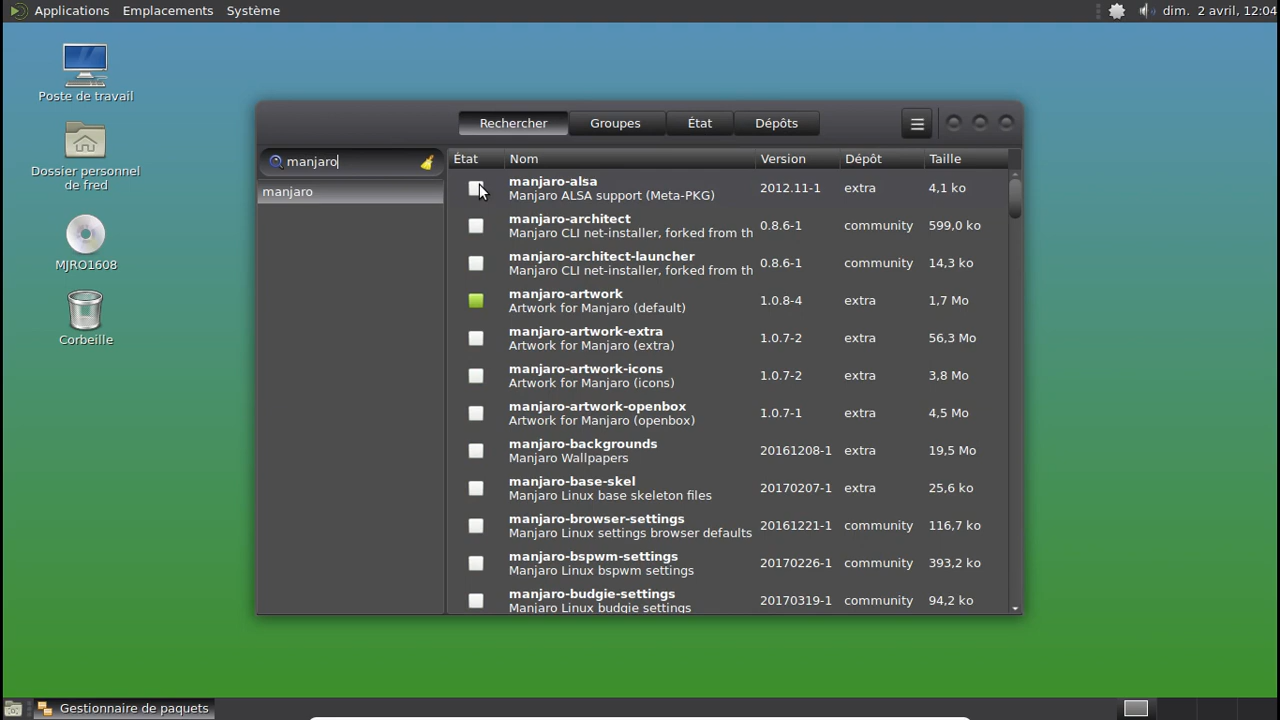 Applications Emplacements Système dim. 2 avril, 12:04
Poste de travail
Dossier personnel
de fred
MJRO1608
Corbeille
Rechercher Groupes État Dépôts
manjaro
manjaro
État Nom Version Dépôt Taille
manjaro-alsa
Manjaro ALSA support (Meta-PKG) 2012.11-1 extra 4,1 ko
manjaro-architect
Manjaro CLI net-installer, forked from th 0.8.6-1 community 599,0 ko
manjaro-architect-launcher
Manjaro CLI net-installer, forked from th 0.8.6-1 community 14,3 ko
manjaro-artwork
Artwork for Manjaro (default) 1.0.8-4 extra 1,7 Mo
manjaro-artwork-extra
Artwork for Manjaro (extra) 1.0.7-2 extra 56,3 Mo
manjaro-artwork-icons
Artwork for Manjaro (icons) 1.0.7-2 extra 3,8 Mo
manjaro-artwork-openbox
Artwork for Manjaro (openbox) 1.0.7-1 extra 4,5 Mo
manjaro-backgrounds
Manjaro Wallpapers 20161208-1 extra 19,5 Mo
manjaro-base-skel
Manjaro Linux base skeleton files 20170207-1 extra 25,6 ko
manjaro-browser-settings
Manjaro Linux settings browser defaults 20161221-1 community 116,7 ko
manjaro-bspwm-settings
Manjaro Linux bspwm settings 20170226-1 community 393,2 ko
manjaro-budgie-settings
Manjaro Linux budgie settings 20170319-1 community 94,2 ko
Gestionnaire de paquets